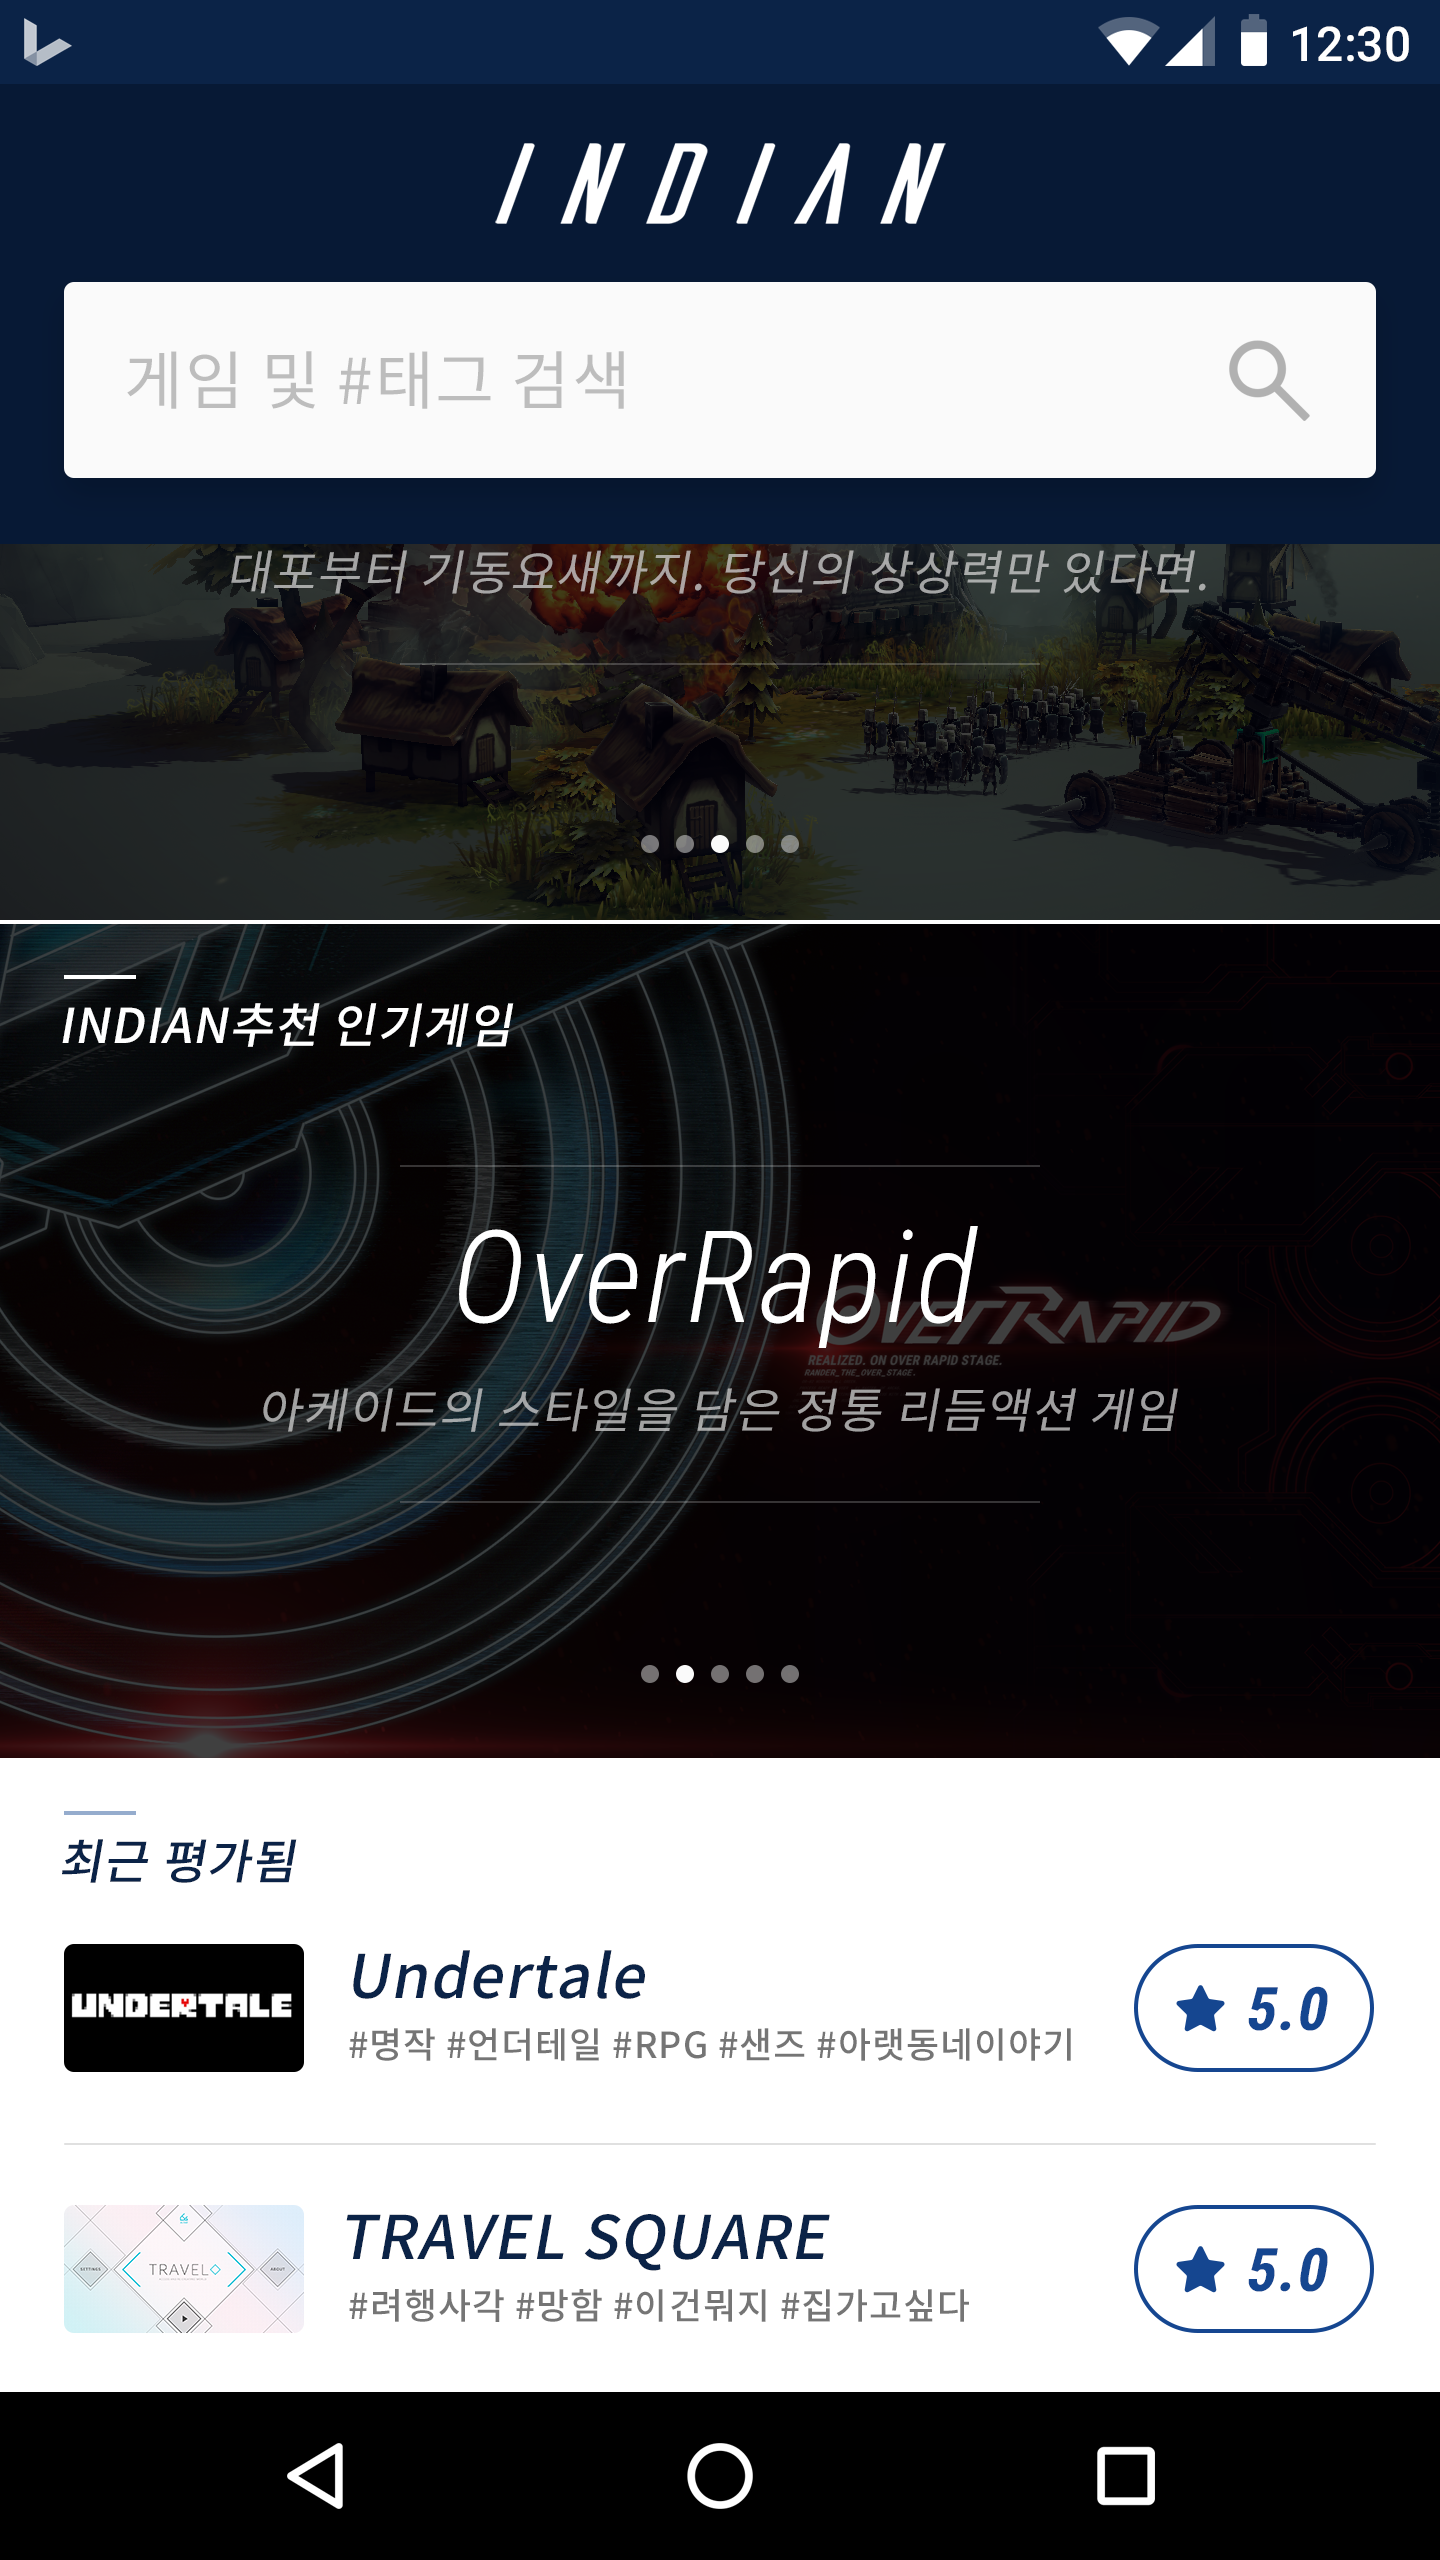 12:30
INDIAN
게임 및 #태그 검색
대포부터 기동요새까지. 당신의 상상력만 있다면.
INDIAN추천 인기게임
OverRapid
OVERRAPID
REALIZED. ON OVER RAPID STAGE.
RANDER_THE_OVER_STAGE.
아케이드의 스타일을 담은 정통 리듬액션 게임
최근 평가됨
UNDERTALE
Undertale
#명작 #언더테일 #RPG #샌즈 #아랫동네이야기
5.0
SETTINGS
TRAVEL
ABOUT
TRAVEL SQUARE
#려행사각 #망함 #이건뭐지 #집가고싶다
5.0